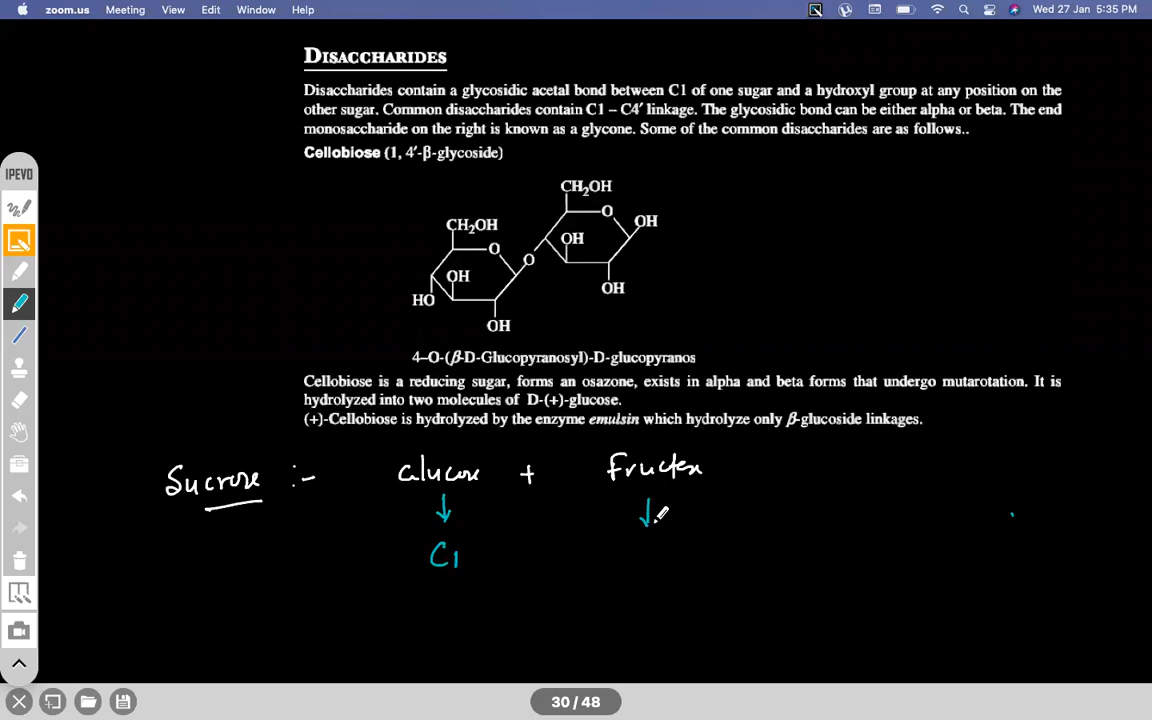 zoom.us Meeting View Edit Window Help Wed 27 Jan 5:35 PM
DISACCHARIDES
Disaccharides contain a glycosidic acetal bond between C1 of one sugar and a hydroxyl group at any position on the
other sugar. Common disaccharides contain C1 – C4′ linkage. The glycosidic bond can be either alpha or beta. The end
monosaccharide on the right is known as a glycone. Some of the common disaccharides are as follows..
Cellobiose (1, 4′-β-glycoside)
IPEVO
CH₂OH
O
OH
CH₂OH
OH
O
O
OH
OH
HO
OH
4–O-(β-D-Glucopyranosyl)-D-glucopyranos
Cellobiose is a reducing sugar, forms an osazone, exists in alpha and beta forms that undergo mutarotation. It is
hydrolyzed into two molecules of D-(+)-glucose.
(+)-Cellobiose is hydrolyzed by the enzyme emulsin which hydrolyze only β-glucoside linkages.
Sucrose :- Glucose +
↓ ↓
C1
30 / 48